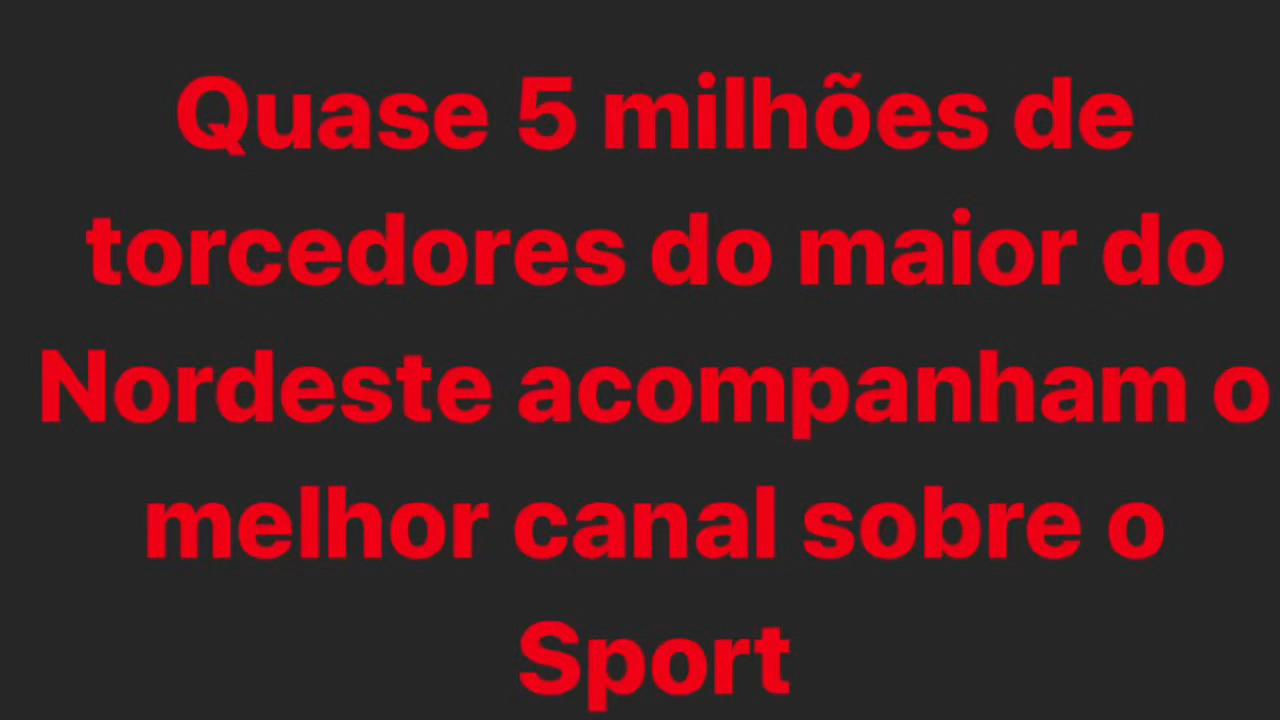 Quase 5 milhões de
torcedores do maior do
Nordeste acompanham o
melhor canal sobre o
Sport